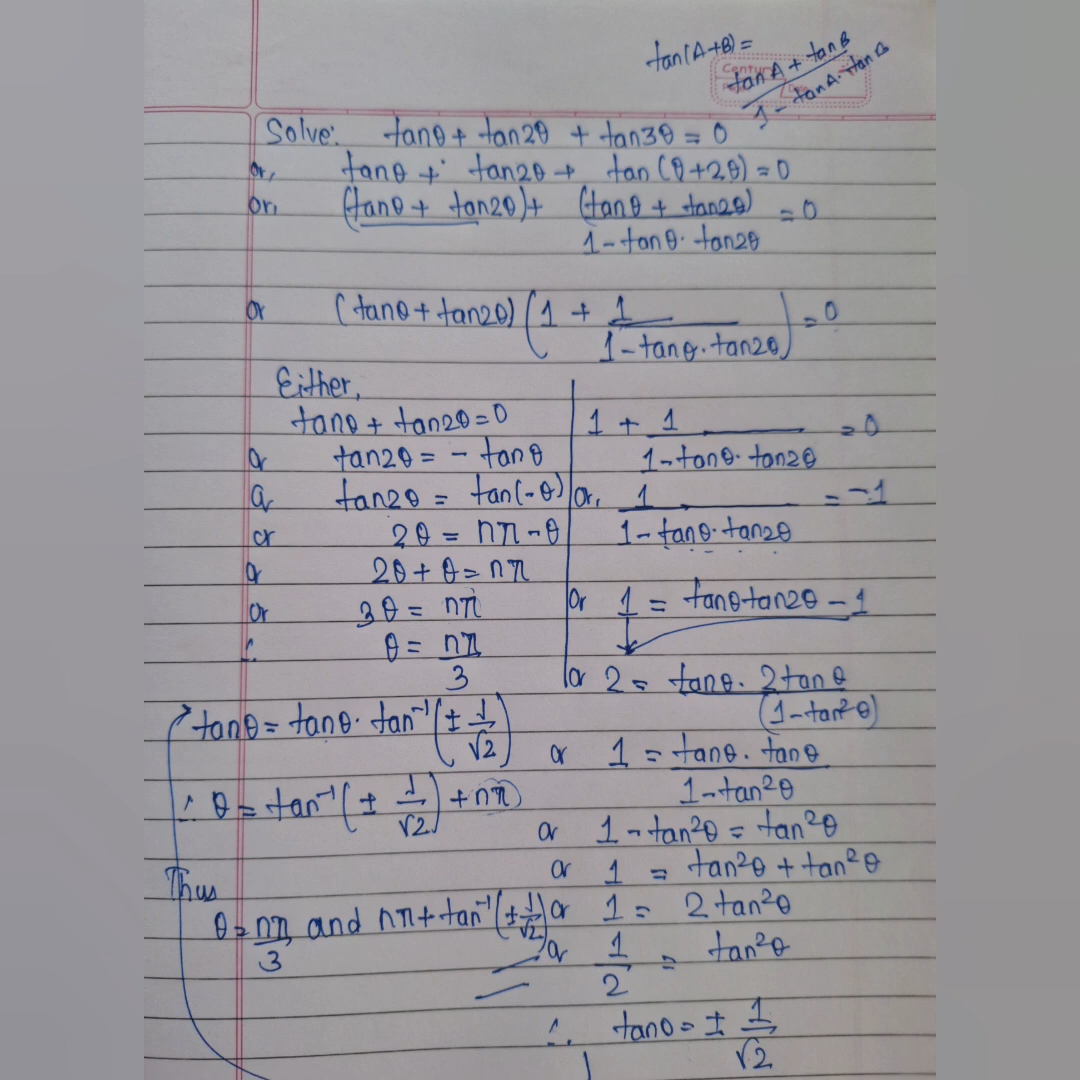 tan(A+B) =
tanA + tanB
1 - tanA·tanB
Century
Solve: tanθ + tan2θ + tan3θ = 0
or, tanθ + tan2θ + tan(θ+2θ) = 0
or, (tanθ + tan2θ) + (tanθ + tan2θ) = 0
1 - tanθ· tan2θ
or (tanθ + tan2θ) (1 + 1 ) = 0
1 - tanθ· tan2θ
Either,
tanθ + tan2θ = 0
or tan2θ = - tanθ
or tan2θ = tan(-θ)
or 2θ = nπ - θ
or 2θ + θ = nπ
or 3θ = nπ
∴ θ = nπ
3
1 + 1 = 0
1 - tanθ· tan2θ
or, 1 = -1
1 - tanθ· tan2θ
or 1 = tanθtan2θ - 1
or 2 = tanθ. 2tanθ
(1 - tan²θ)
or 1 = tanθ. tanθ
1 - tan²θ
or 1 - tan²θ = tan²θ
or 1 = tan²θ + tan²θ
or 1 = 2tan²θ
or 1 = tan²θ
2
∴ tanθ = ± 1
√2
tanθ = tanθ· tan⁻¹(± 1/√2)
∴ θ = tan⁻¹(± 1/√2) + nπ
Thus
θ = nπ and nπ + tan⁻¹(± 1/√2)
3